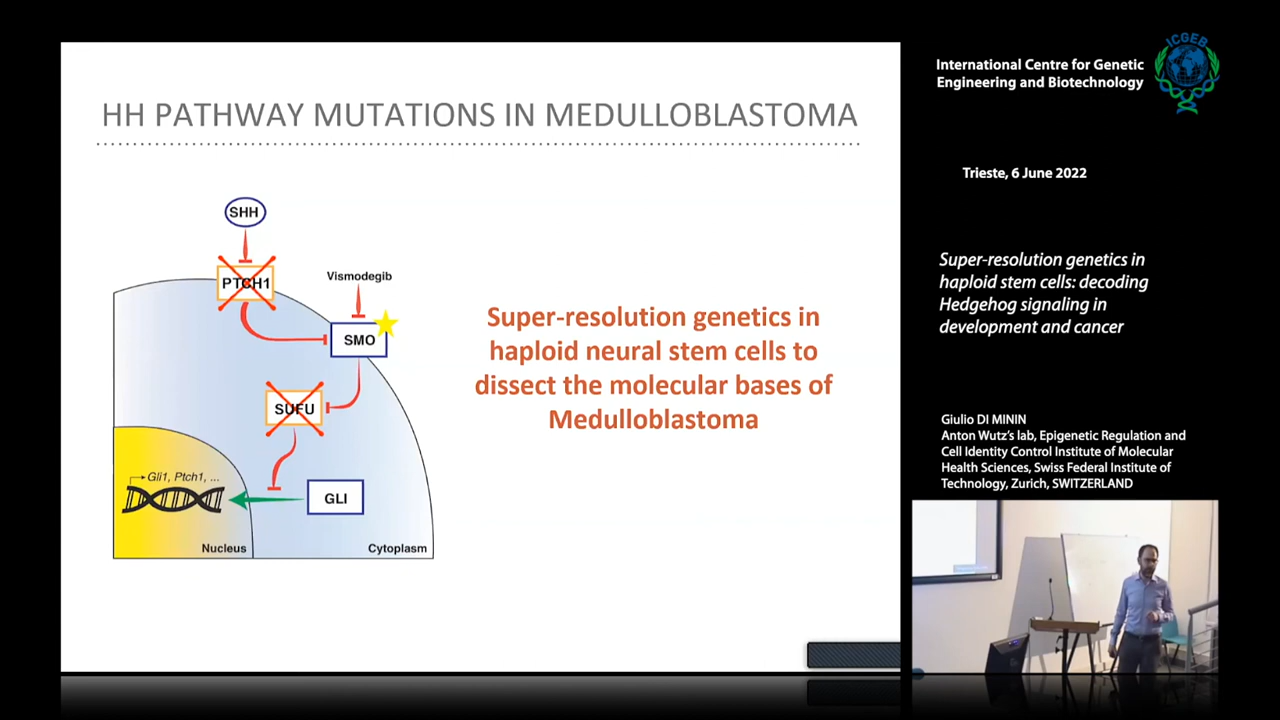 HH PATHWAY MUTATIONS IN MEDULLOBLASTOMA
SHH
PTCH1
Vismodegib
SMO
SUFU
Gli1, Ptch1, ...
GLI
Nucleus
Cytoplasm
Super-resolution genetics in
haploid neural stem cells to
dissect the molecular bases of
Medulloblastoma
International Centre for Genetic
Engineering and Biotechnology
ICGEB
Trieste, 6 June 2022
Super-resolution genetics in
haploid stem cells: decoding
Hedgehog signaling in
development and cancer
Giulio DI MININ
Anton Wutz's lab, Epigenetic Regulation and
Cell Identity Control Institute of Molecular
Health Sciences, Swiss Federal Institute of
Technology, Zurich, SWITZERLAND